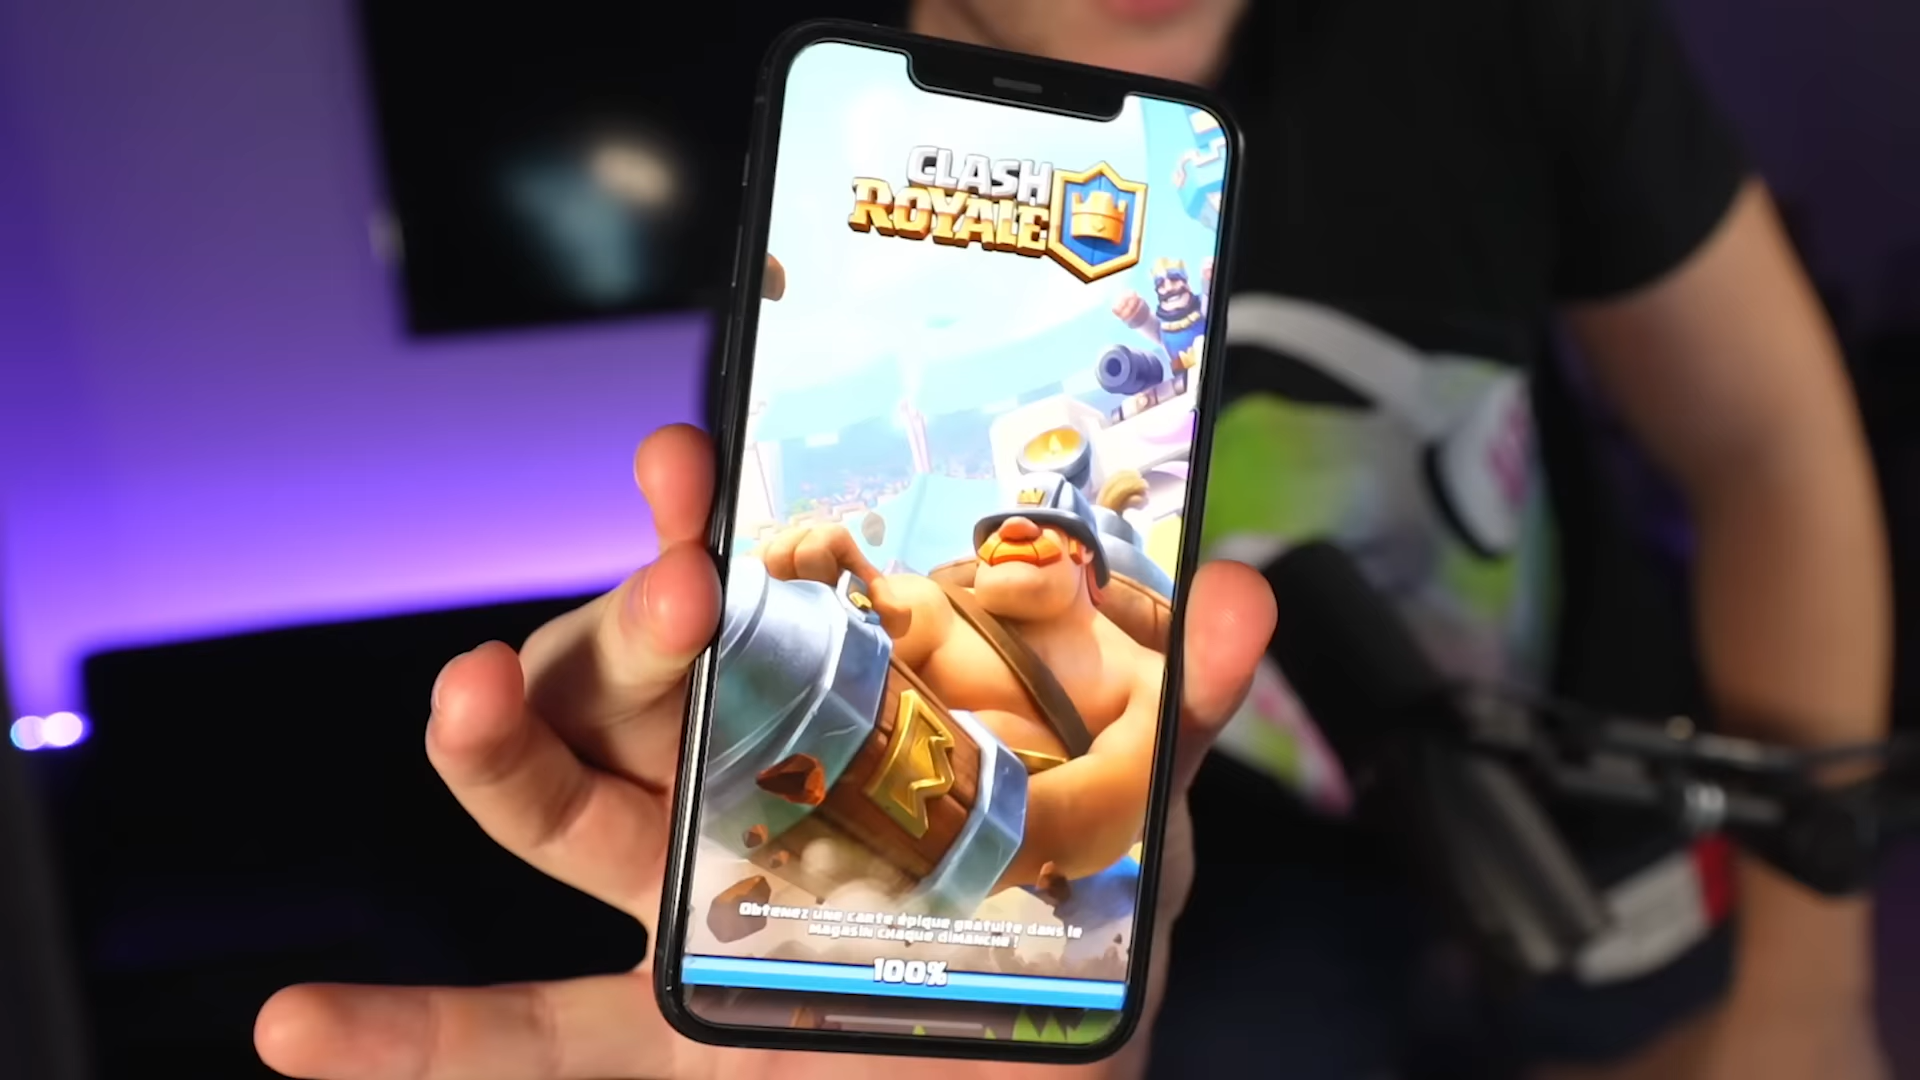 CLASH
ROYALE
Obtenez une carte épique gratuite dans le
magasin chaque dimanche !
100%